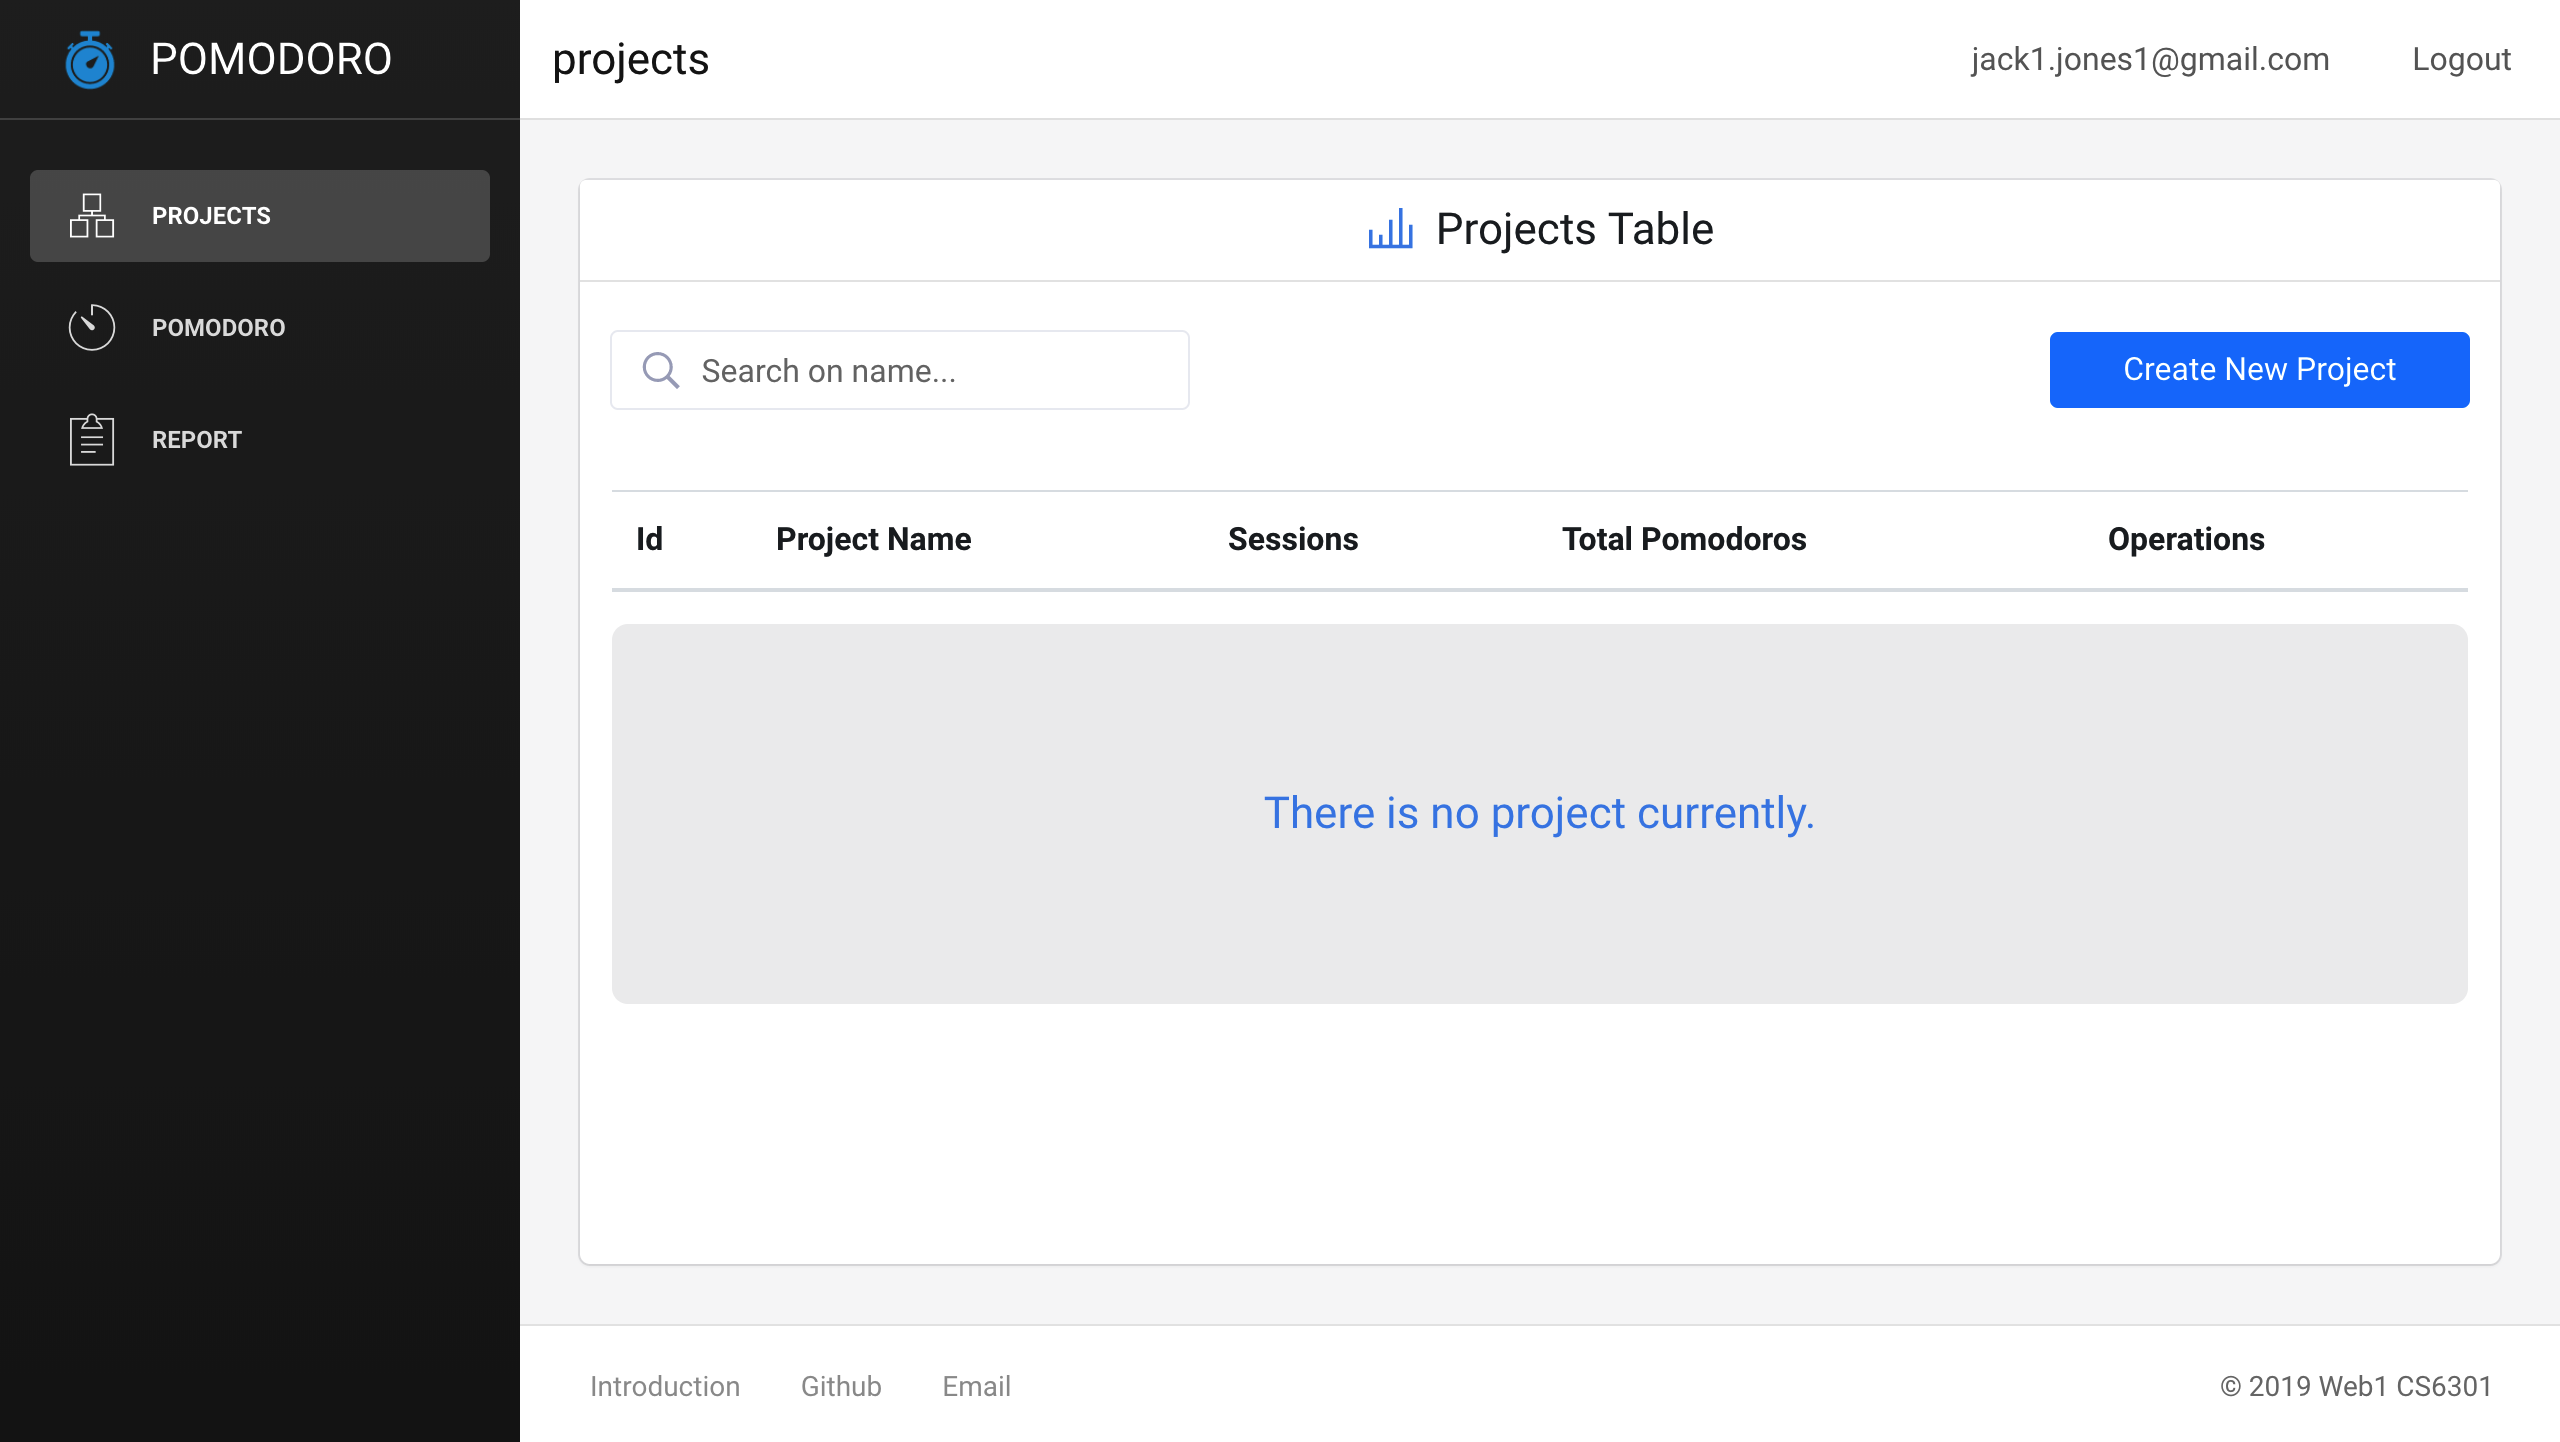 POMODORO
projects
jack1.jones1@gmail.com
Logout
PROJECTS
POMODORO
REPORT
Projects Table
Search on name...
Create New Project
Id Project Name Sessions Total Pomodoros Operations
There is no project currently.
Introduction Github Email
© 2019 Web1 CS6301